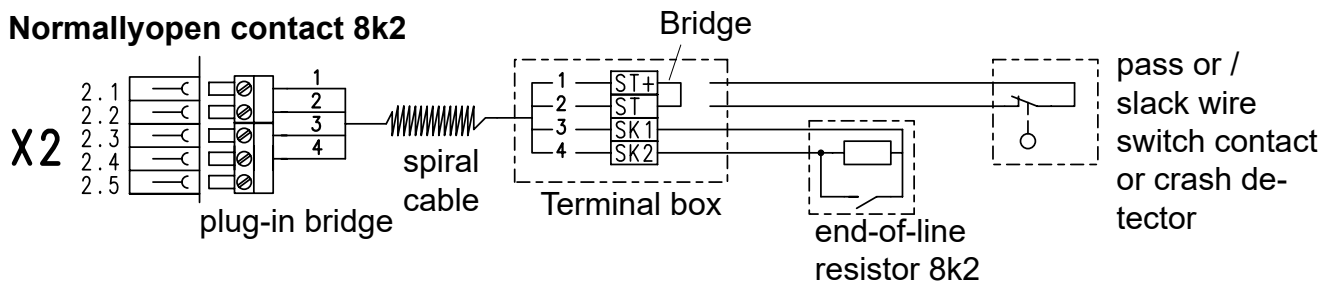 Normallyopen contact 8k2
Bridge
X2
2.1
2.2
2.3
2.4
2.5
1
2
3
4
plug-in bridge
spiral
cable
1 ST+
2 ST
3 SK1
4 SK2
Terminal box
end-of-line
resistor 8k2
pass or /
slack wire
switch contact
or crash de-
tector